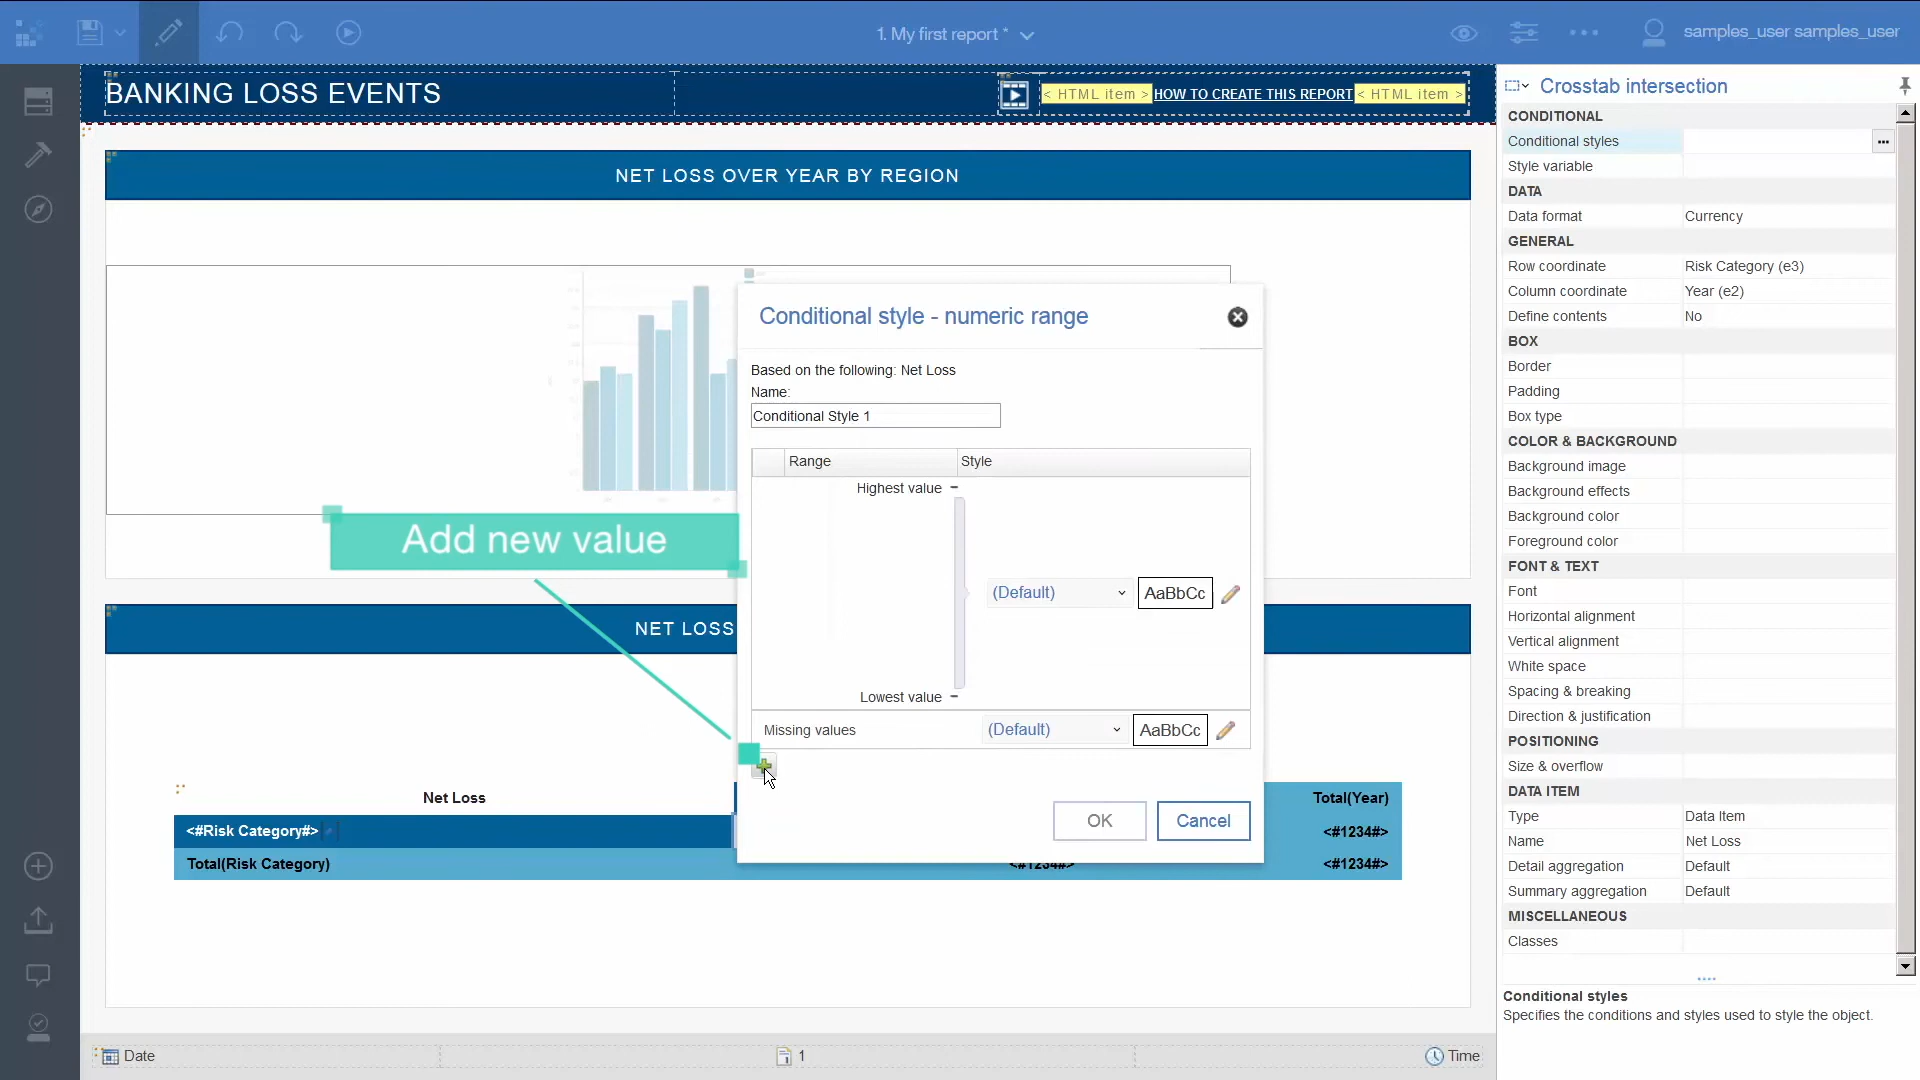 1. My first report *
samples_user samples_user
BANKING LOSS EVENTS
< HTML item > HOW TO CREATE THIS REPORT < HTML item >
NET LOSS OVER YEAR BY REGION
Add new value
NET LOSS
Net Loss
Total(Year)
<#Risk Category#>
<#1234#>
Total(Risk Category)
<#1234#>
<#1234#>
Date
1
Time
Conditional style - numeric range
Based on the following: Net Loss
Name:
Conditional Style 1
Range
Style
Highest value
(Default)
AaBbCc
Lowest value
Missing values
(Default)
AaBbCc
OK
Cancel
Crosstab intersection
CONDITIONAL
Conditional styles
...
Style variable
DATA
Data format Currency
GENERAL
Row coordinate Risk Category (e3)
Column coordinate Year (e2)
Define contents No
BOX
Border
Padding
Box type
COLOR & BACKGROUND
Background image
Background effects
Background color
Foreground color
FONT & TEXT
Font
Horizontal alignment
Vertical alignment
White space
Spacing & breaking
Direction & justification
POSITIONING
Size & overflow
DATA ITEM
Type Data Item
Name Net Loss
Detail aggregation Default
Summary aggregation Default
MISCELLANEOUS
Classes
Conditional styles
Specifies the conditions and styles used to style the object.